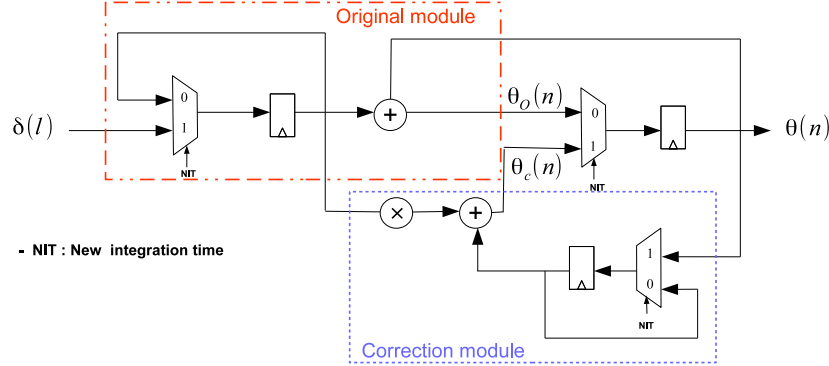 Original module
0
1
NIT
δ(l)
+
θO(n)
θc(n)
0
1
NIT
θ(n)
×
+
- NIT : New integration time
1
0
NIT
Correction module